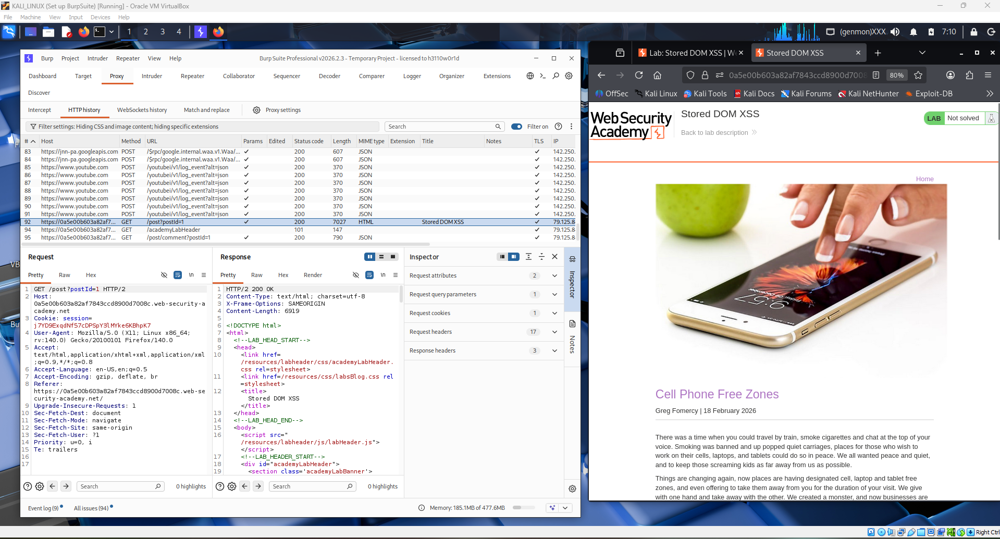 KALI_LINUX (Set up BurpSuite) [Running] - Oracle VM VirtualBox
File Machine View Input Devices Help
1 2 3 4
(genmon)XXX 7:10
Burp Project Intruder Repeater View Help
Burp Suite Professional v2026.2.3 - Temporary Project - licensed to h3110w0r1d
Dashboard Target Proxy Intruder Repeater Collaborator Sequencer Decoder Comparer Logger Organizer Extensions
Discover
Intercept HTTP history WebSockets history Match and replace Proxy settings
Filter settings: Hiding CSS and image content; hiding specific extensions
Search
Filter on
# Host Method URL Params Edited Status code Length MIME type Extension Title Notes TLS IP
83 https://jnn-pa.googleapis.com POST /$rpc/google.internal.waa.v1.Waa/... ✓ 200 607 JSON ✓ 142.250.
84 https://jnn-pa.googleapis.com POST /$rpc/google.internal.waa.v1.Waa/... ✓ 200 607 JSON ✓ 142.250.
85 https://www.youtube.com POST /youtubei/v1/log_event?alt=json ✓ 200 370 JSON ✓ 142.250.
86 https://www.youtube.com POST /youtubei/v1/log_event?alt=json ✓ 200 370 JSON ✓ 142.250.
87 https://www.youtube.com POST /youtubei/v1/log_event?alt=json ✓ 200 370 JSON ✓ 142.250.
88 https://www.youtube.com POST /youtubei/v1/log_event?alt=json ✓ 200 370 JSON ✓ 142.250.
89 https://www.youtube.com POST /youtubei/v1/log_event?alt=json ✓ 200 370 JSON ✓ 142.250.
90 https://www.youtube.com POST /youtubei/v1/log_event?alt=json ✓ 200 370 JSON ✓ 142.250.
91 https://www.youtube.com POST /youtubei/v1/log_event?alt=json ✓ 200 370 JSON ✓ 142.250.
92 https://0a5e00b603a82af7... GET /post?postId=1 ✓ 200 7027 HTML Stored DOM XSS ✓ 79.125.8
94 https://0a5e00b603a82af7... GET /academyLabHeader 101 147 ✓ 79.125.8
95 https://0a5e00b603a82af7... GET /post/comment?postId=1 ✓ 200 790 JSON ✓ 79.125.8
Request
Pretty Raw Hex
\n
1 GET /post?postId=1 HTTP/2
2 Host:
0a5e00b603a82af7843ccd8900d7008c.web-security-a
cademy.net
3 Cookie: session=
j7YD9ExqdNf57cDPSpY3lMYke6KBhpK7
4 User-Agent: Mozilla/5.0 (X11; Linux x86_64;
rv:140.0) Gecko/20100101 Firefox/140.0
5 Accept:
text/html,application/xhtml+xml,application/xml
;q=0.9,*/*;q=0.8
6 Accept-Language: en-US,en;q=0.5
7 Accept-Encoding: gzip, deflate, br
8 Referer:
https://0a5e00b603a82af7843ccd8900d7008c.web-se
curity-academy.net/
9 Upgrade-Insecure-Requests: 1
10 Sec-Fetch-Dest: document
11 Sec-Fetch-Mode: navigate
12 Sec-Fetch-Site: same-origin
13 Sec-Fetch-User: ?1
14 Priority: u=0, i
15 Te: trailers
16
17
Search
0 highlights
Response
Pretty Raw Hex Render
\n
1 HTTP/2 200 OK
2 Content-Type: text/html; charset=utf-8
3 X-Frame-Options: SAMEORIGIN
4 Content-Length: 6919
5
6 <!DOCTYPE html>
7 <html>
8 <!--LAB_HEAD_START-->
9 <head>
10 <link href=
/resources/labheader/css/academyLabHeader.
css rel=stylesheet>
11 <link href=/resources/css/labsBlog.css rel
=stylesheet>
12 <title>
Stored DOM XSS
</title>
13 </head>
14 <!--LAB_HEAD_END-->
15 <body>
16 <script src="
/resources/labheader/js/labHeader.js">
</script>
17 <!--LAB_HEADER_START-->
18 <div id="academyLabHeader">
19 <section class='academyLabBanner'>
Search
0 highlights
Inspector
Request attributes 2
Request query parameters 1
Request cookies 1
Request headers 17
Response headers 3
Inspector
Notes
Event log (9)
All issues (94)
Memory: 185.1MB of 477.6MB
Lab: Stored DOM XSS | We
Stored DOM XSS
0a5e00b603a82af7843ccd8900d7008
80%
OffSec Kali Linux Kali Tools Kali Docs Kali Forums Kali NetHunter Exploit-DB
Web Security
Academy
Stored DOM XSS
Back to lab description
LAB Not solved
Home
9:57
Cell Phone Free Zones
Greg Fomercy | 18 February 2026
There was a time when you could travel by train, smoke cigarettes and chat at the top of your
voice. Smoking was banned and up popped quiet carriages, places for those who wish to
work on their cells, laptops, and tablets could do so in peace. We all wanted peace and quiet,
and to keep those screaming kids as far away from us as possible.
Things are changing again, now places are having designated cell, laptop and tablet free
zones, and even offering to take them away from you for the duration of your visit. We give
with one hand and take away with the other. We created a monster, and now businesses are
VB
Bu
Right Ctrl